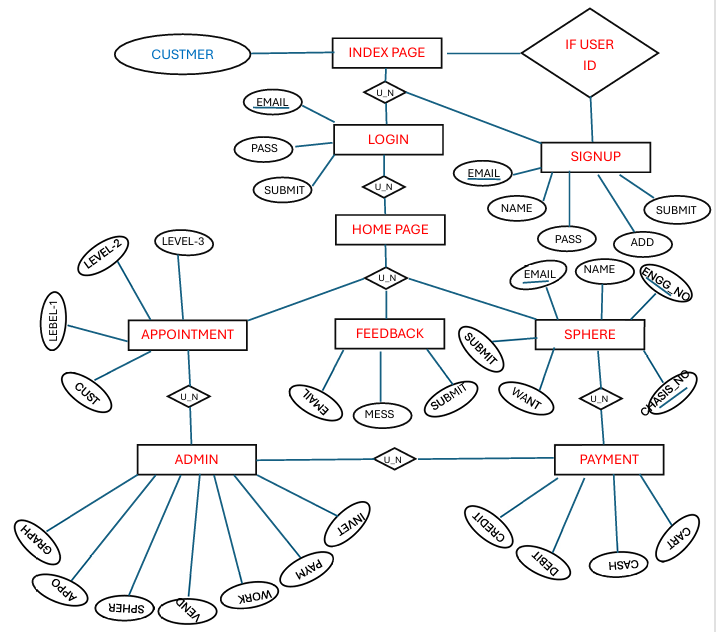 CUSTMER
INDEX PAGE
IF USER
ID
U_N
EMAIL
LOGIN
PASS
SUBMIT
SIGNUP
EMAIL
NAME
PASS
ADD
SUBMIT
U_N
HOME PAGE
LEVEL-2
LEVEL-3
U_N
EMAIL
NAME
ENGG_NO
LEBEL-1
APPOINTMENT
FEEDBACK
SPHERE
SUBMIT
CUST
U_N
EMAIL
MESS
SUBMIT
WANT
U_N
CHASIS_NO
ADMIN
U_N
PAYMENT
GRAPH
APPO
SPHER
VEND
WORK
PAYM
INVET
CREDIT
DEBIT
CASH
CART